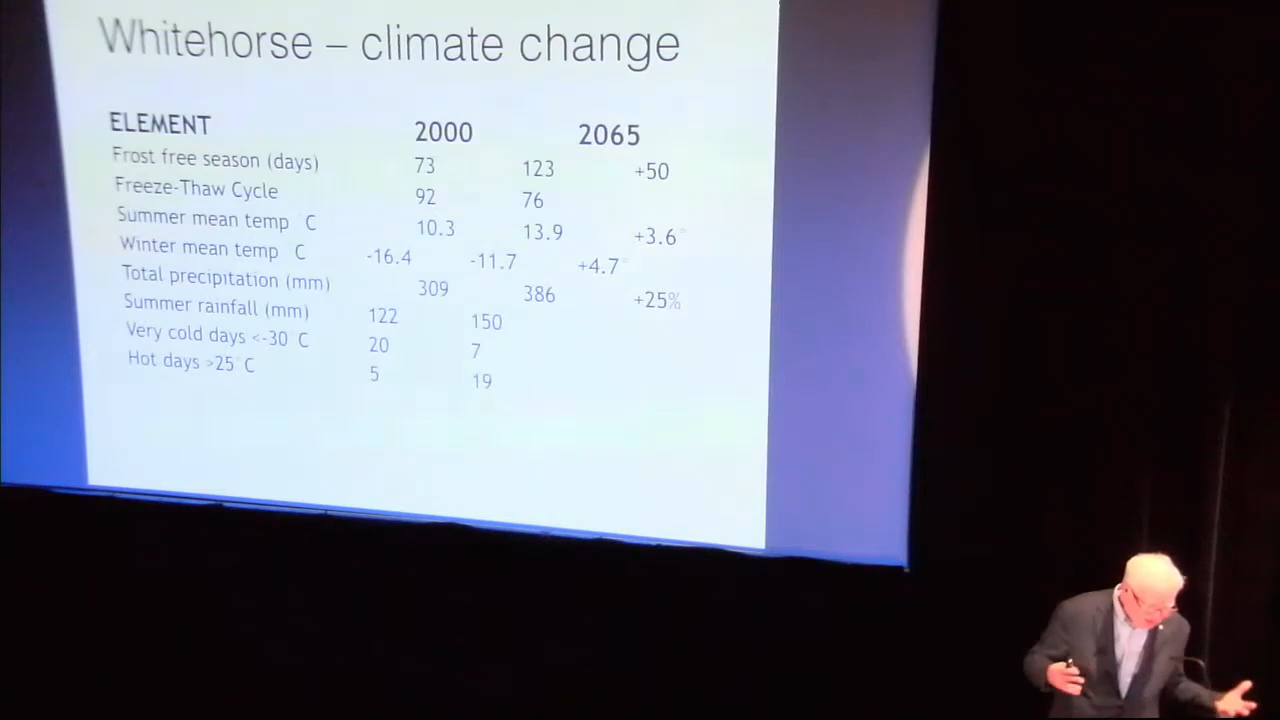 Whitehorse – climate change
ELEMENT 2000 2065
Frost free season (days) 73 123 +50
Freeze-Thaw Cycle 92 76
Summer mean temp °C 10.3 13.9 +3.6°
Winter mean temp °C -16.4 -11.7 +4.7°
Total precipitation (mm) 309 386 +25%
Summer rainfall (mm) 122 150
Very cold days <-30°C 20 7
Hot days >25°C 5 19